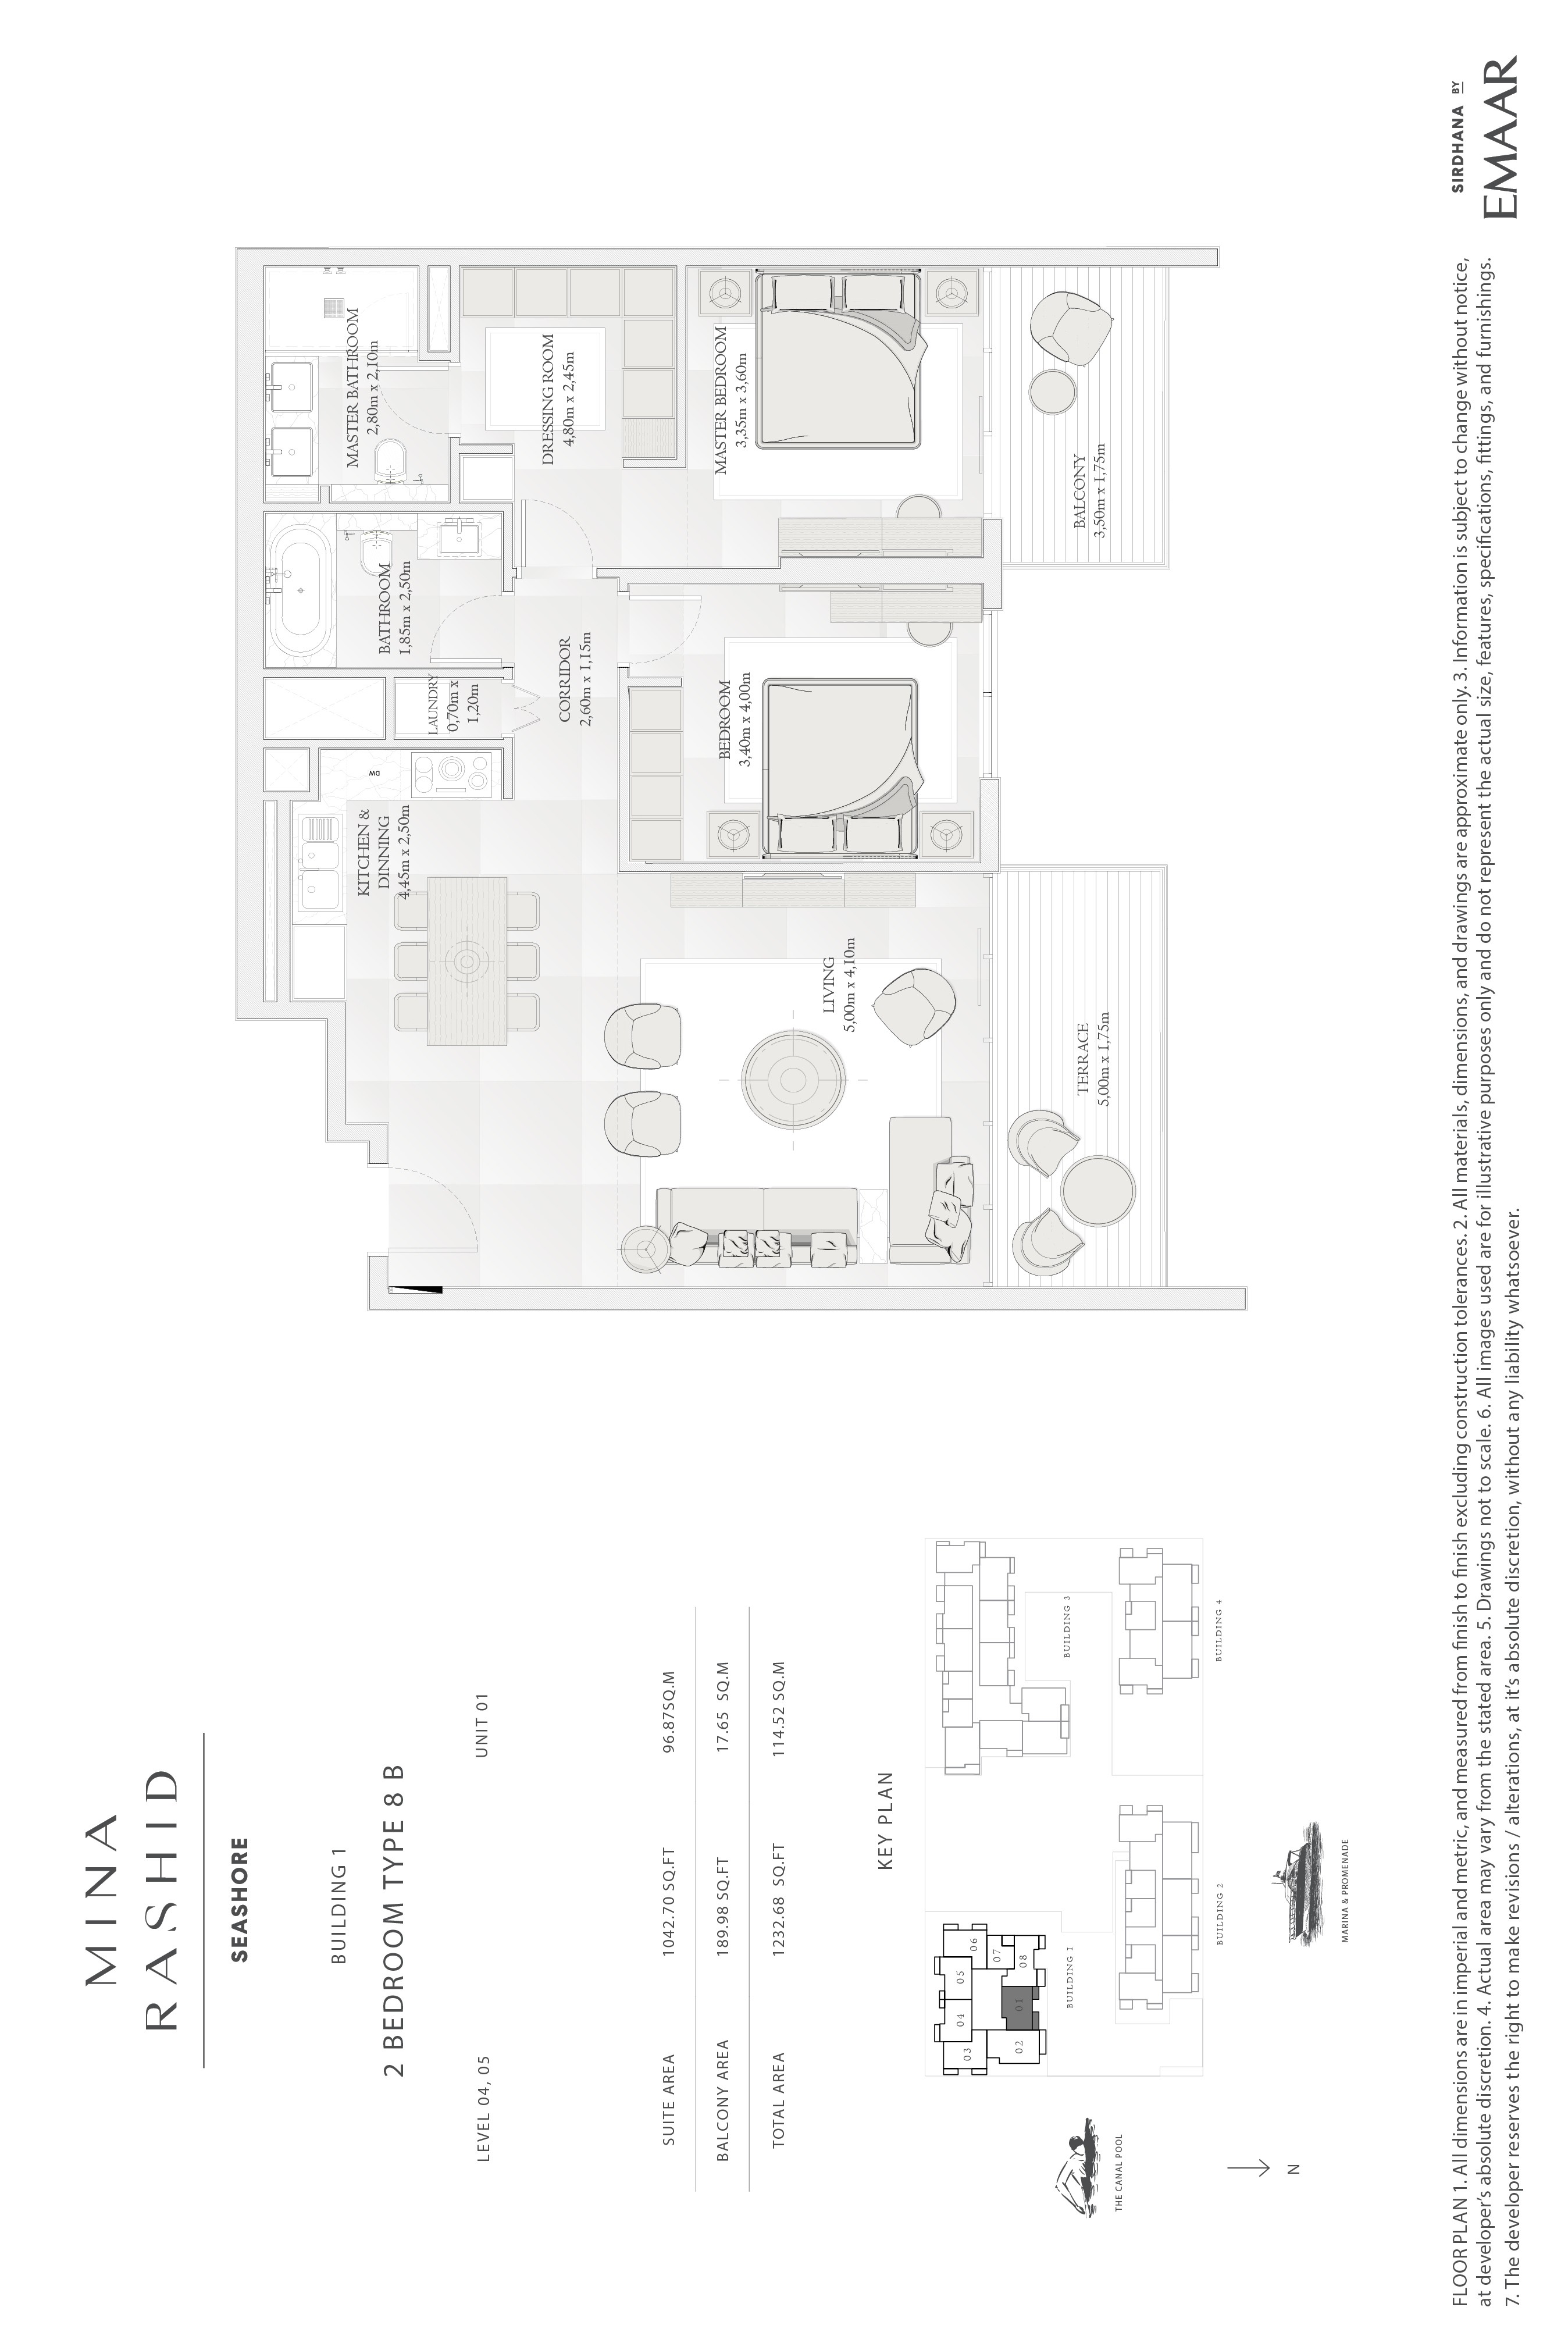 MINA
RASHID
SEASHORE
BUILDING 1
2 BEDROOM TYPE 8 B
LEVEL 04, 05 UNIT 01
SUITE AREA 1042.70 SQ.FT 96.87SQ.M
BALCONY AREA 189.98 SQ.FT 17.65 SQ.M
TOTAL AREA 1232.68 SQ.FT 114.52 SQ.M
KEY PLAN
03
04
05
06
02
01
07
08
BUILDING 1
BUILDING 2
BUILDING 3
BUILDING 4
THE CANAL POOL
MARINA & PROMENADE
N
MASTER BATHROOM
2,80m x 2,10m
BATHROOM
1,85m x 2,50m
LAUNDRY
0,70m x
1,20m
DW
KITCHEN &
DINNING
4,45m x 2,50m
DRESSING ROOM
4,80m x 2,45m
CORRIDOR
2,60m x 1,15m
MASTER BEDROOM
3,35m x 3,60m
BEDROOM
3,40m x 4,00m
LIVING
5,00m x 4,10m
BALCONY
3,50m x 1,75m
TERRACE
5,00m x 1,75m
FLOOR PLAN 1. All dimensions are in imperial and metric, and measured from finish to finish excluding construction tolerances. 2. All materials, dimensions, and drawings are approximate only. 3. Information is subject to change without notice,
at developer's absolute discretion. 4. Actual area may vary from the stated area. 5. Drawings not to scale. 6. All images used are for illustrative purposes only and do not represent the actual size, features, specifications, fittings, and furnishings.
7. The developer reserves the right to make revisions / alterations, at it's absolute discretion, without any liability whatsoever.
SIRDHANA BY
EMAAR